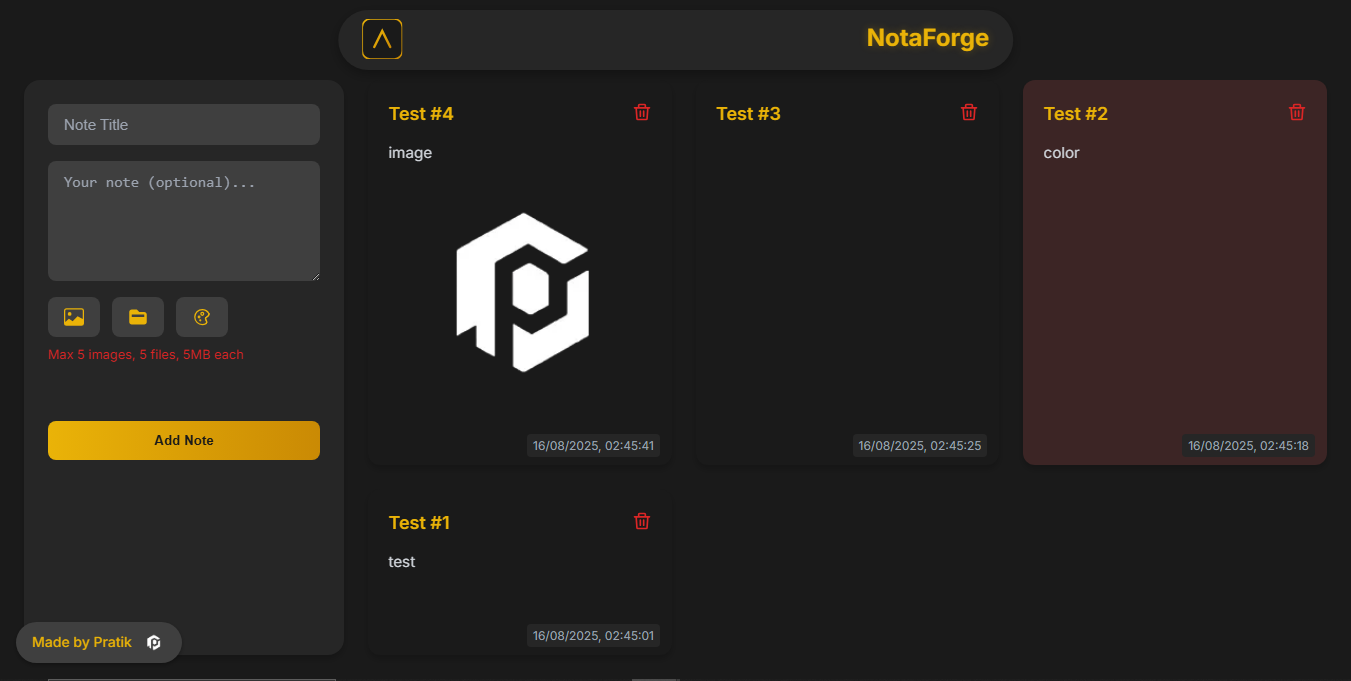 NotaForge
Note Title
Your note (optional)...
Max 5 images, 5 files, 5MB each
Add Note
Made by Pratik
Test #4
image
16/08/2025, 02:45:41
Test #3
16/08/2025, 02:45:25
Test #2
color
16/08/2025, 02:45:18
Test #1
test
16/08/2025, 02:45:01